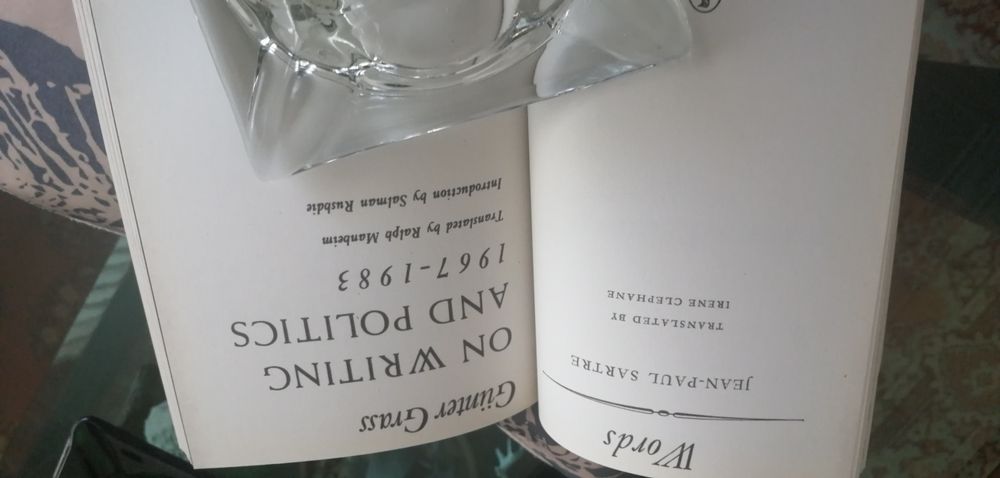 Words
JEAN-PAUL SARTRE
TRANSLATED BY
IRENE CLEPHANE
Günter Grass
ON WRITING
AND POLITICS
1967-1983
Translated by Ralph Manheim
Introduction by Salman Rushdie